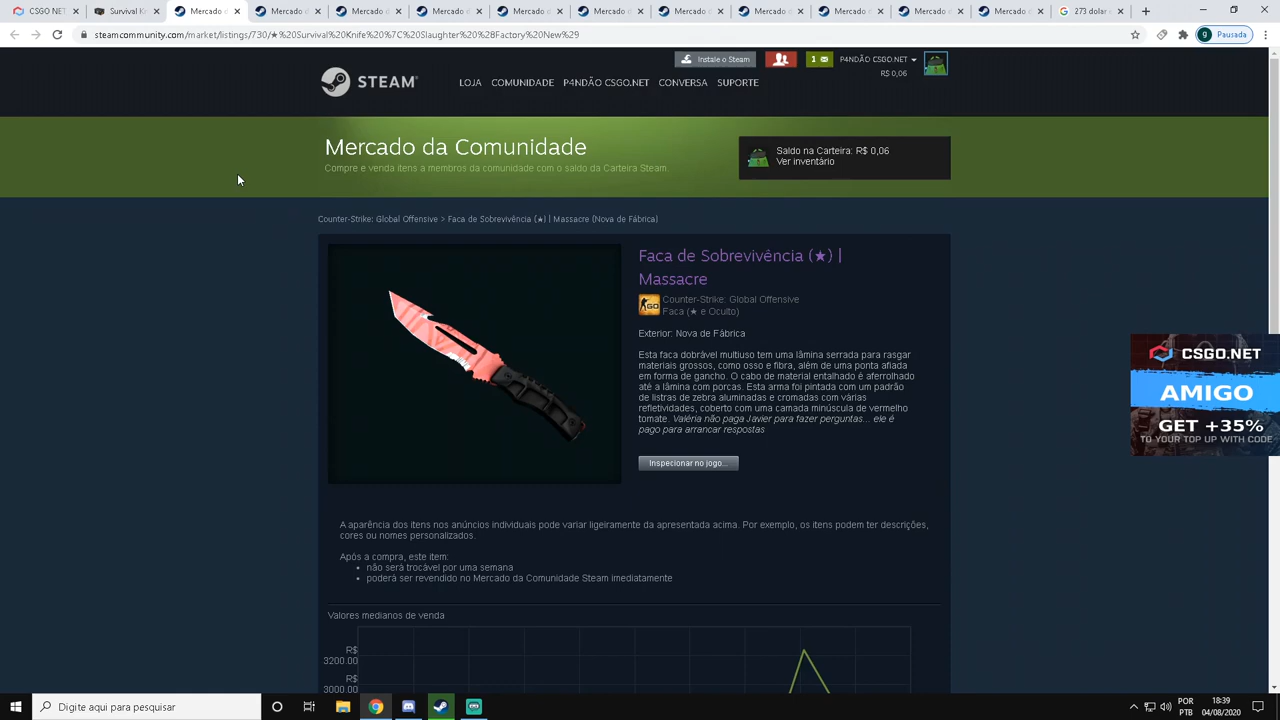 CSGO NET
Survival Kn
Mercado d
Mercado d
Mercado d
Mercado d
Mercado d
Mercado d
Mercado d
Mercado d
Mercado d
Mercado d
Mercado d
273 dolar
Pausada
steamcommunity.com/market/listings/730/★%20Survival%20Knife%20%7C%20Slaughter%20%28Factory%20New%29
Instale o Steam
1
P4NDÃO CSGO.NET
R$ 0,06
STEAM
LOJA COMUNIDADE P4NDÃO CSGO.NET CONVERSA SUPORTE
Mercado da Comunidade
Compre e venda itens a membros da comunidade com o saldo da Carteira Steam.
Saldo na Carteira: R$ 0,06
Ver inventário
Counter-Strike: Global Offensive > Faca de Sobrevivência (★) | Massacre (Nova de Fábrica)
Faca de Sobrevivência (★) |
Massacre
Counter-Strike: Global Offensive
Faca (★ e Oculto)
Exterior: Nova de Fábrica
Esta faca dobrável multiuso tem uma lâmina serrada para rasgar
materiais grossos, como osso e fibra, além de uma ponta afiada
em forma de gancho. O cabo de material entalhado é aferrolhado
até a lâmina com porcas. Esta arma foi pintada com um padrão
de listras de zebra aluminadas e cromadas com várias
refletividades, coberto com uma camada minúscula de vermelho
tomate. Valéria não paga Javier para fazer perguntas... ele é
pago para arrancar respostas
Inspecionar no jogo...
CSGO.NET
AMIGO
GET +35%
TO YOUR TOP UP WITH CODE
A aparência dos itens nos anúncios individuais pode variar ligeiramente da apresentada acima. Por exemplo, os itens podem ter descrições,
cores ou nomes personalizados.
Após a compra, este item:
não será trocável por uma semana
poderá ser revendido no Mercado da Comunidade Steam imediatamente
Valores medianos de venda
R$
3200.00
R$
3000.00
Digite aqui para pesquisar
POR
PTB
18:39
04/08/2020